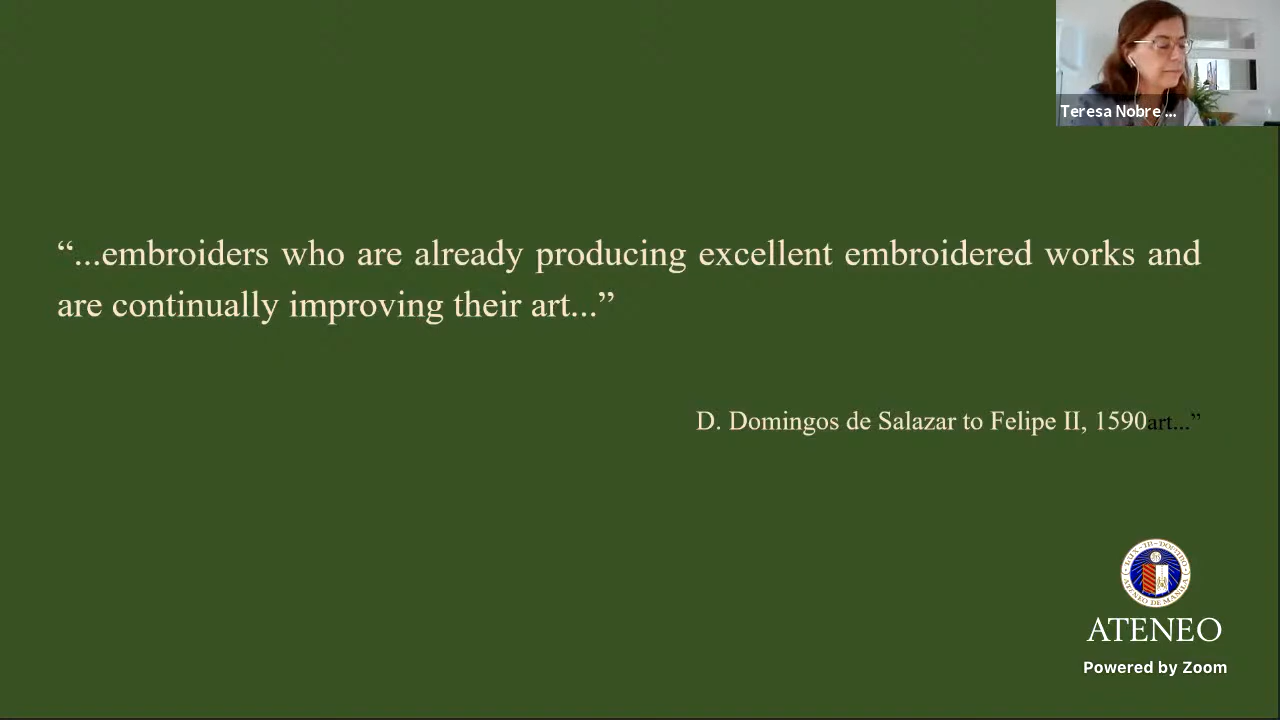 Teresa Nobre ...
“...embroiders who are already producing excellent embroidered works and
are continually improving their art...”
D. Domingos de Salazar to Felipe II, 1590art...”
ATENEO
Powered by Zoom